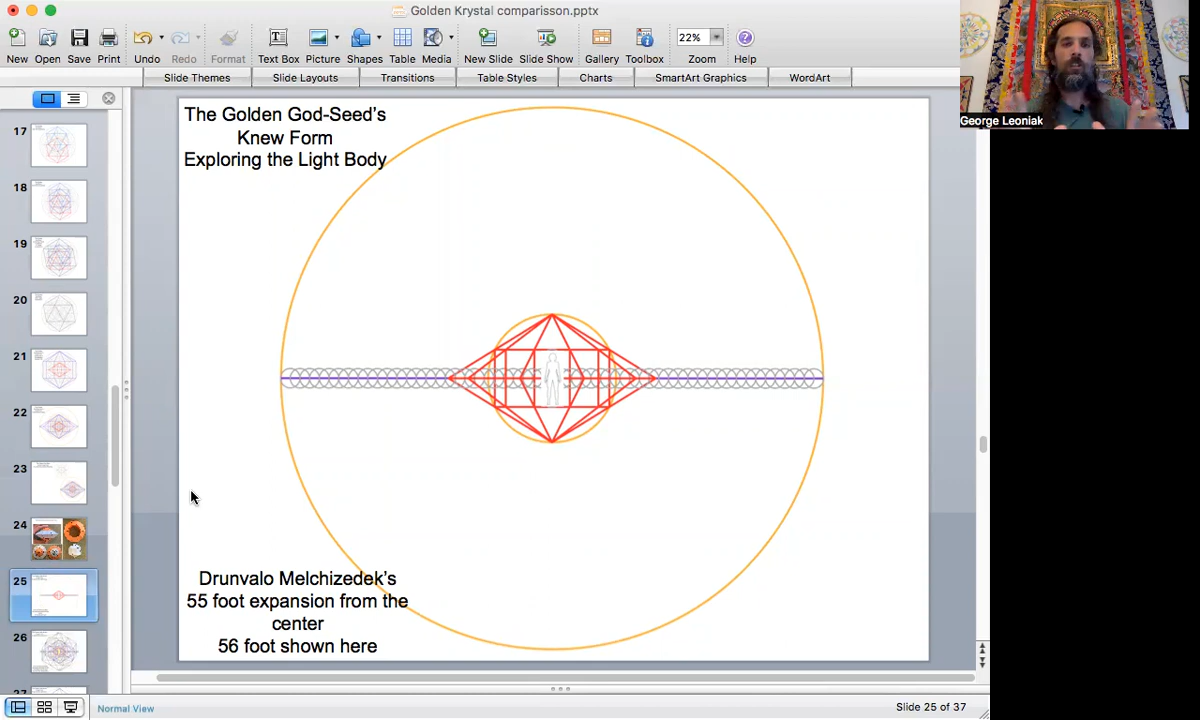 Golden Krystal comparisson.pptx
New Open Save Print Undo Redo Format Text Box Picture Shapes Table Media New Slide Slide Show Gallery Toolbox 22% Zoom Help
Slide Themes Slide Layouts Transitions Table Styles Charts SmartArt Graphics WordArt
George Leoniak
The Golden God-Seed's
Knew Form
Exploring the Light Body
17
18
19
20
21
22
23
24
25
26
Drunvalo Melchizedek's
55 foot expansion from the
center
56 foot shown here
Normal View
Slide 25 of 37